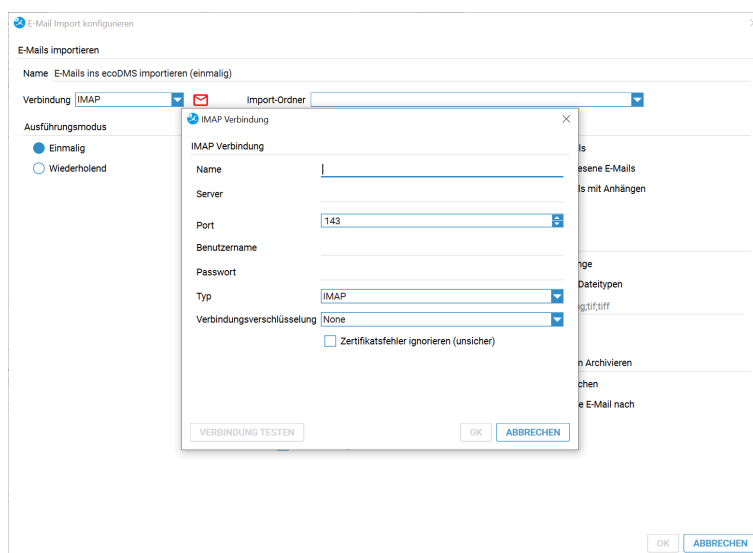 E-Mail Import konfigurieren
E-Mails importieren
Name E-Mails ins ecoDMS importieren (einmalig)
Verbindung IMAP Import-Ordner
Ausführungsmodus
Einmalig
Wiederholend
IMAP Verbindung
IMAP Verbindung
Name
Server
Port 143
Benutzername
Passwort
Typ IMAP
Verbindungsverschlüsselung None
Zertifikatsfehler ignorieren (unsicher)
VERBINDUNG TESTEN OK ABBRECHEN
ls
esene E-Mails
ls mit Anhängen
nge
Dateitypen
g;tif;tiff
n Archivieren
chen
e E-Mail nach
OK ABBRECHEN